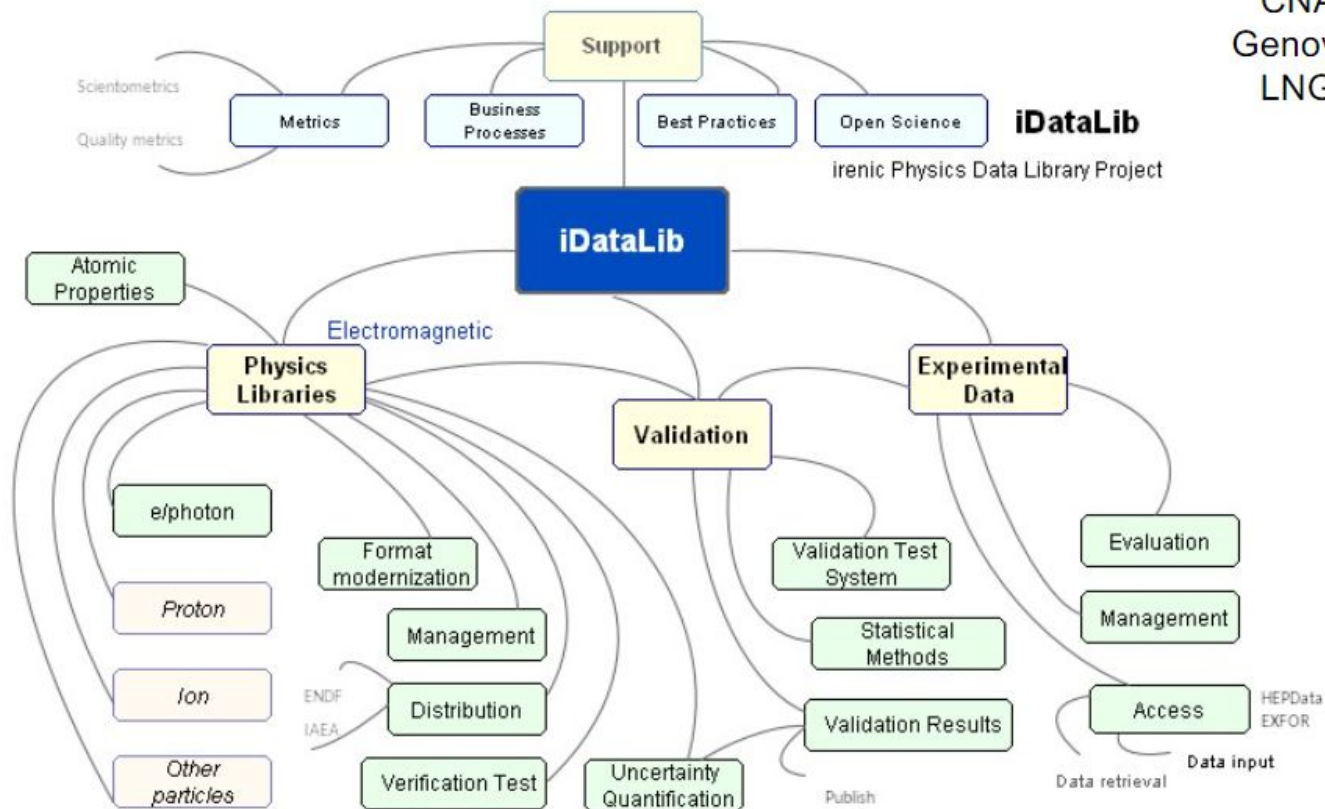 Support
Scientometrics
Quality metrics
Metrics
Business
Processes
Best Practices
Open Science
iDataLib
irenic Physics Data Library Project
iDataLib
Atomic
Properties
Electromagnetic
Physics
Libraries
Experimental
Data
Validation
e/photon
Format
modernization
Validation Test
System
Evaluation
Proton
Management
Statistical
Methods
Management
Ion
ENDF
IAEA
Distribution
Validation Results
Access
HEPData
EXFOR
Data input
Data retrieval
Other
particles
Verification Test
Uncertainty
Quantification
Publish